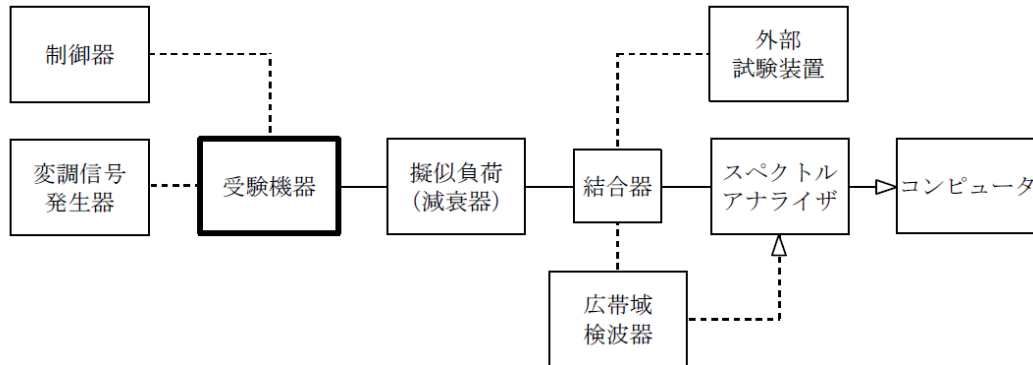 制御器
外部
試験装置
変調信号
発生器
受験機器
擬似負荷
（減衰器）
結合器
スペクトル
アナライザ
コンピュータ
広帯域
検波器